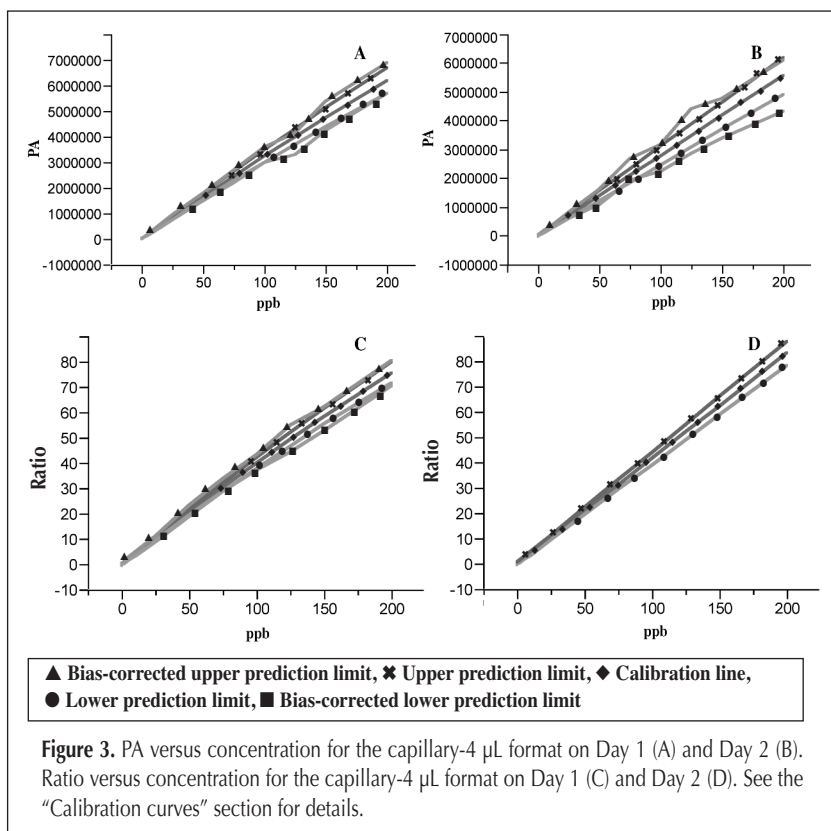 A
7000000
6000000
5000000
4000000
3000000
2000000
1000000
0
-1000000
PA
0 50 100 150 200
ppb
B
7000000
6000000
5000000
4000000
3000000
2000000
1000000
0
-1000000
PA
0 50 100 150 200
ppb
C
80
70
60
50
40
30
20
10
0
-10
Ratio
0 50 100 150 200
ppb
D
80
70
60
50
40
30
20
10
0
-10
Ratio
0 50 100 150 200
ppb
▲ Bias-corrected upper prediction limit, ✖ Upper prediction limit, ◆ Calibration line,
● Lower prediction limit, ■ Bias-corrected lower prediction limit
Figure 3. PA versus concentration for the capillary-4 µL format on Day 1 (A) and Day 2 (B).
Ratio versus concentration for the capillary-4 µL format on Day 1 (C) and Day 2 (D). See the
“Calibration curves” section for details.